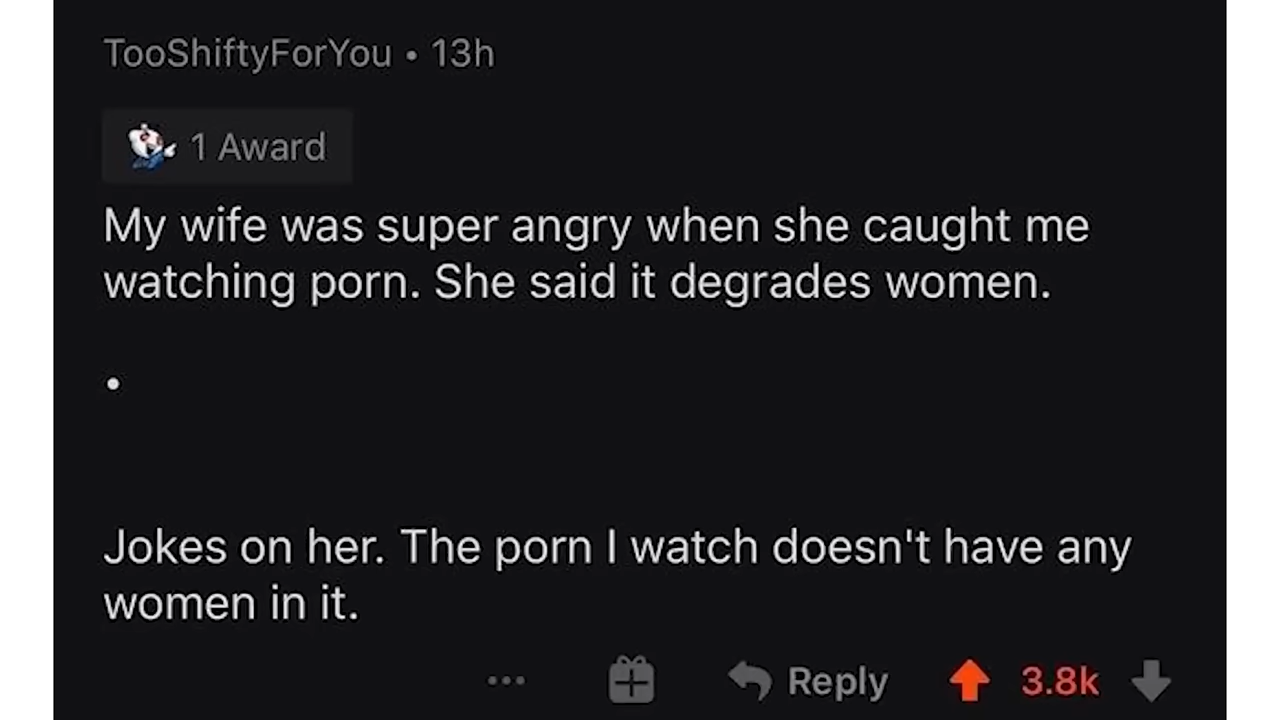 TooShiftyForYou • 13h
1 Award
My wife was super angry when she caught me
watching porn. She said it degrades women.
•
Jokes on her. The porn I watch doesn't have any
women in it.
Reply 3.8k